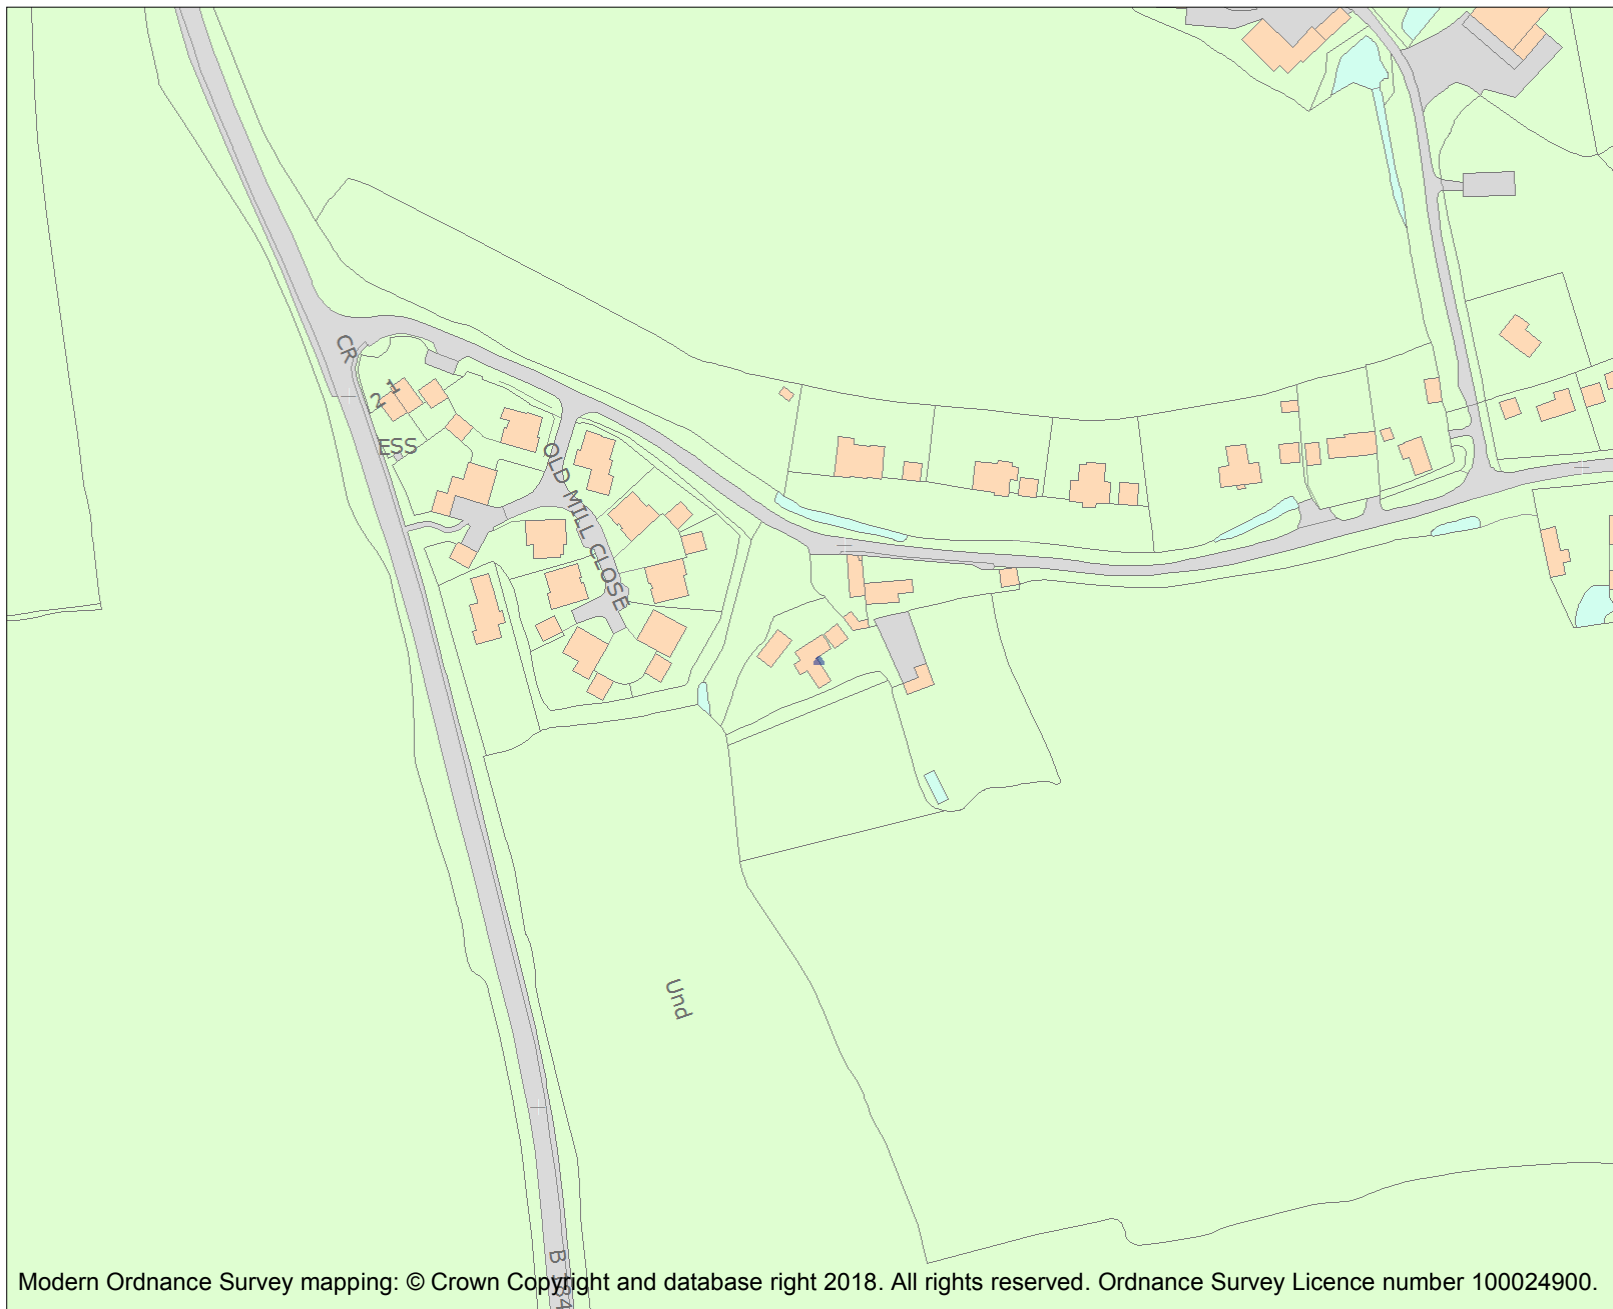 CR
1
2
ESS
OLD MILL CLOSE
Und
B
Modern Ordnance Survey mapping: © Crown Copyright and database right 2018. All rights reserved. Ordnance Survey Licence number 100024900.